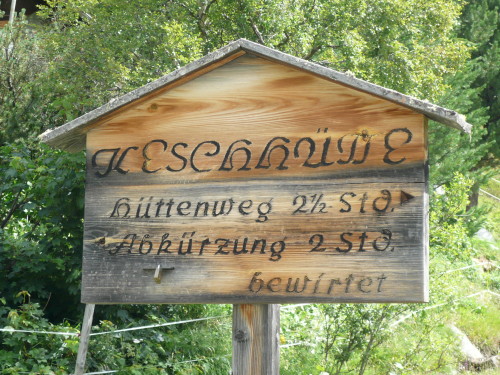 KESCHHÜTTE
Hüttenweg 2½ Std.
Abkürzung 2 Std.
bewirtet